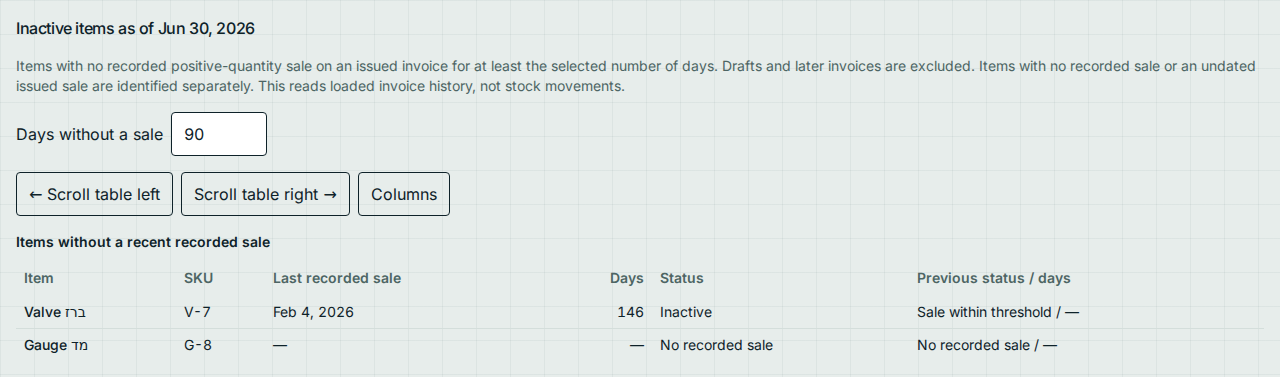 Inactive items as of Jun 30, 2026
Items with no recorded positive-quantity sale on an issued invoice for at least the selected number of days. Drafts and later invoices are excluded. Items with no recorded sale or an undated
issued sale are identified separately. This reads loaded invoice history, not stock movements.
Days without a sale 90
← Scroll table left Scroll table right → Columns
Items without a recent recorded sale
Item SKU Last recorded sale Days Status Previous status / days
Valve ברז V-7 Feb 4, 2026 146 Inactive Sale within threshold / —
Gauge מד G-8 — — No recorded sale No recorded sale / —